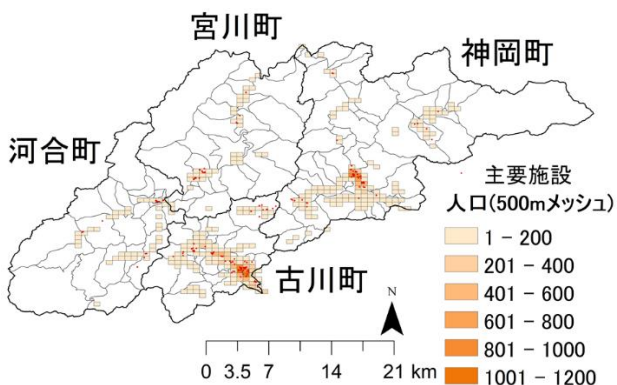 宮川町
神岡町
河合町
古川町
主要施設
人口(500mメッシュ)
1 − 200
201 − 400
401 − 600
601 − 800
801 − 1000
1001 − 1200
N
0 3.5 7 14 21 km